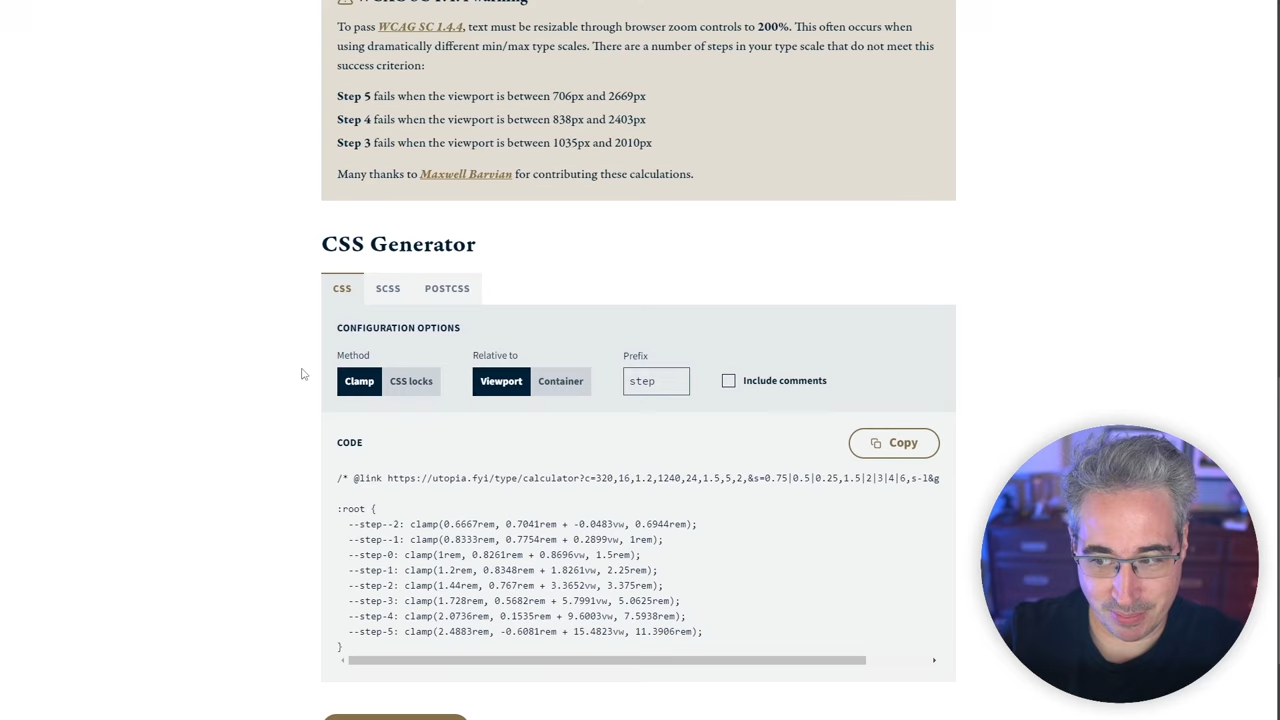 WCAG SC 1.4.4 warning
To pass WCAG SC 1.4.4, text must be resizable through browser zoom controls to 200%. This often occurs when
using dramatically different min/max type scales. There are a number of steps in your type scale that do not meet this
success criterion:
Step 5 fails when the viewport is between 706px and 2669px
Step 4 fails when the viewport is between 838px and 2403px
Step 3 fails when the viewport is between 1035px and 2010px
Many thanks to Maxwell Barvian for contributing these calculations.
CSS Generator
CSS SCSS POSTCSS
CONFIGURATION OPTIONS
Method Relative to Prefix
Clamp CSS locks Viewport Container step Include comments
CODE Copy
/* @link https://utopia.fyi/type/calculator?c=320,16,1.2,1240,24,1.5,5,2,&s=0.75|0.5|0.25,1.5|2|3|4|6,s-l&g
:root {
--step--2: clamp(0.6667rem, 0.7041rem + -0.0483vw, 0.6944rem);
--step--1: clamp(0.8333rem, 0.7754rem + 0.2899vw, 1rem);
--step-0: clamp(1rem, 0.8261rem + 0.8696vw, 1.5rem);
--step-1: clamp(1.2rem, 0.8348rem + 1.8261vw, 2.25rem);
--step-2: clamp(1.44rem, 0.767rem + 3.3652vw, 3.375rem);
--step-3: clamp(1.728rem, 0.5682rem + 5.7991vw, 5.0625rem);
--step-4: clamp(2.0736rem, 0.1535rem + 9.6003vw, 7.5938rem);
--step-5: clamp(2.4883rem, -0.6081rem + 15.4823vw, 11.3906rem);
}